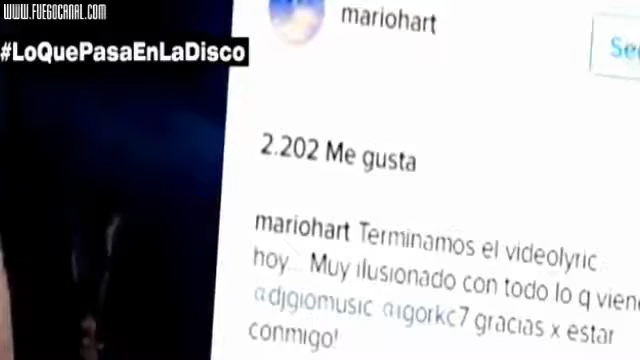 WWW.FUEGOCANAL.COM
mariohart
#LoQuePasaEnLaDisco
2.202 Me gusta
mariohart Terminamos el videolyric
hoy... Muy ilusionado con todo lo q viene
@djgiomusic @igorkc7 gracias x estar
conmigo!